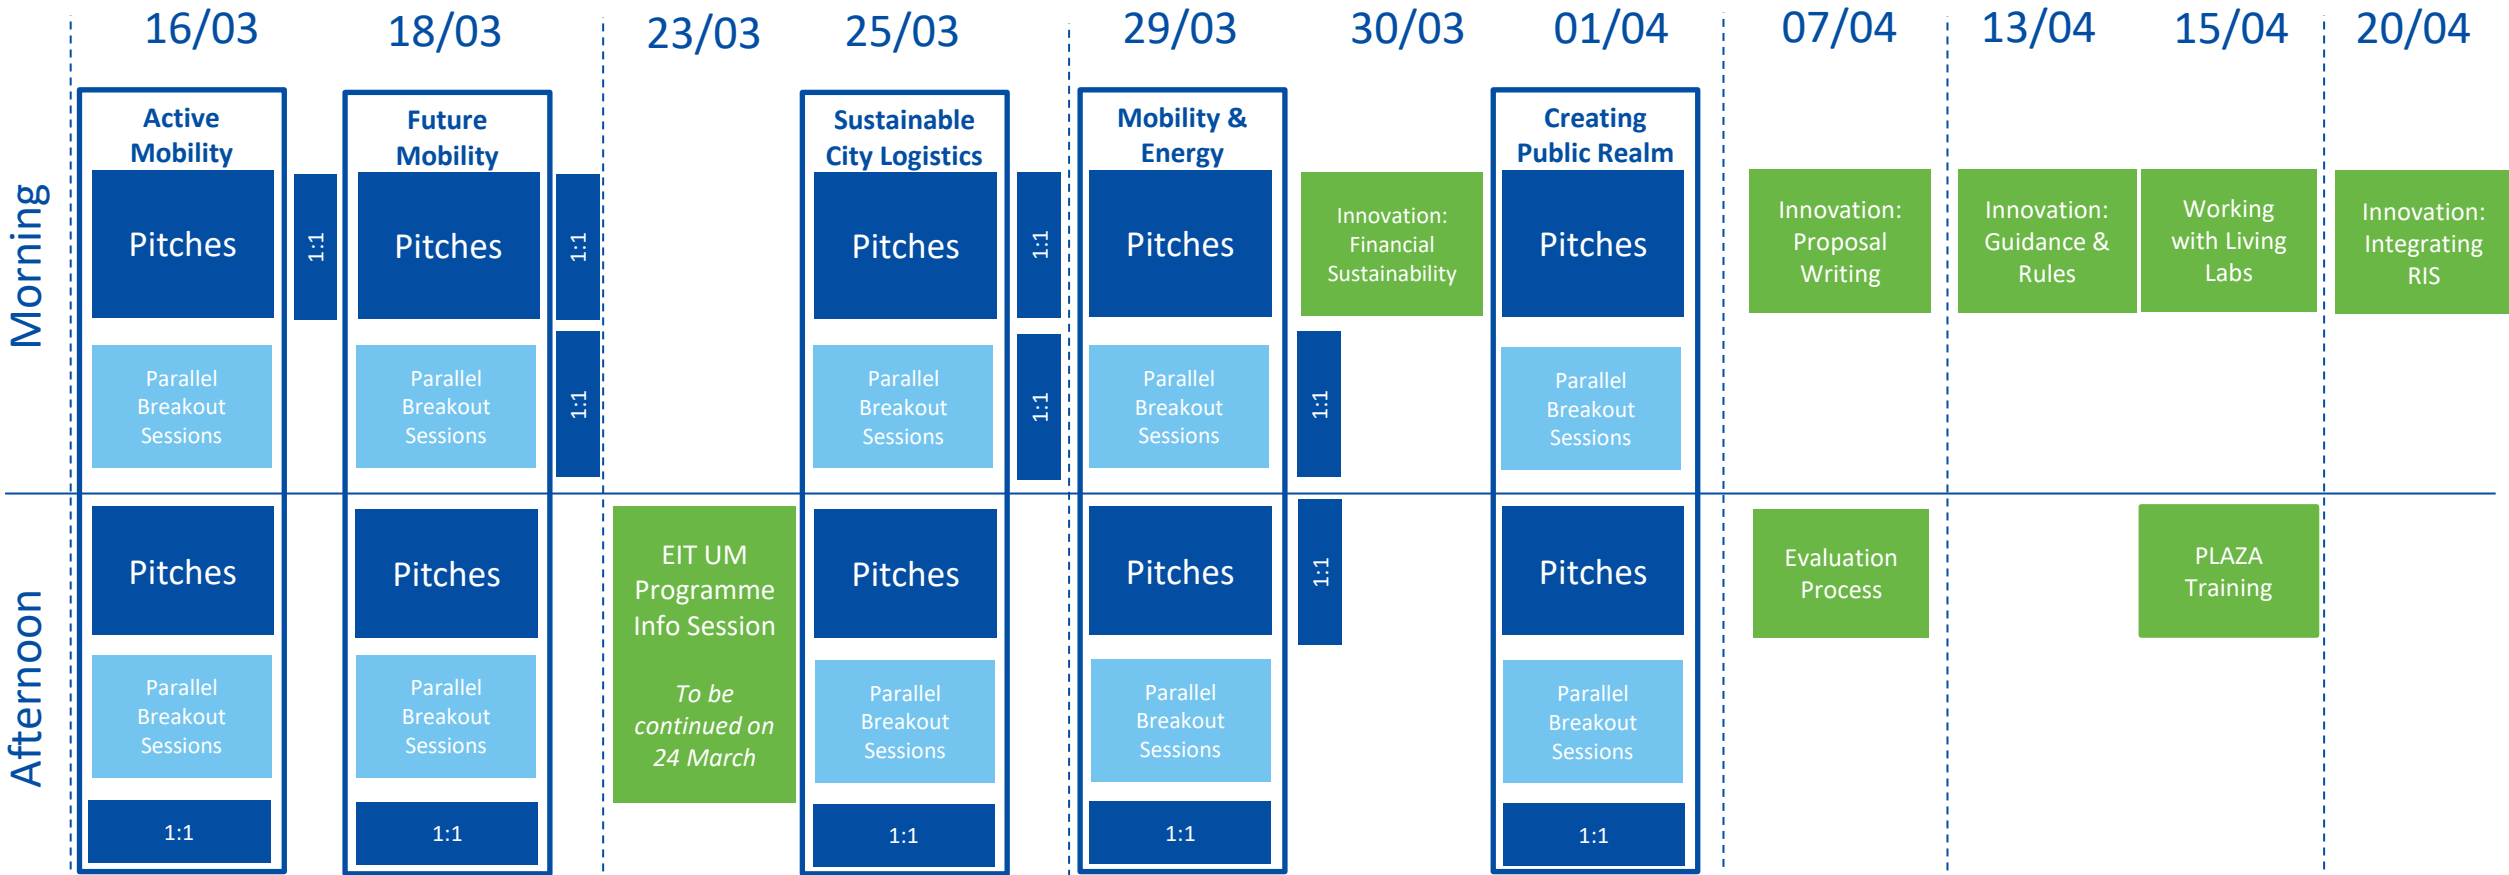 16/03
18/03
23/03
25/03
29/03
30/03
01/04
07/04
13/04
15/04
20/04
Morning
Active
Mobility
Pitches
Parallel
Breakout
Sessions
1:1
Future
Mobility
Pitches
Parallel
Breakout
Sessions
1:1
1:1
Sustainable
City Logistics
Pitches
Parallel
Breakout
Sessions
1:1
1:1
Mobility &
Energy
Pitches
Parallel
Breakout
Sessions
1:1
Innovation:
Financial
Sustainability
Creating
Public Realm
Pitches
Parallel
Breakout
Sessions
Innovation:
Proposal
Writing
Innovation:
Guidance &
Rules
Working
with Living
Labs
Innovation:
Integrating
RIS
Afternoon
Pitches
Parallel
Breakout
Sessions
1:1
Pitches
Parallel
Breakout
Sessions
1:1
EIT UM
Programme
Info Session
To be
continued on
24 March
Pitches
Parallel
Breakout
Sessions
1:1
Pitches
Parallel
Breakout
Sessions
1:1
1:1
Pitches
Parallel
Breakout
Sessions
1:1
Evaluation
Process
PLAZA
Training